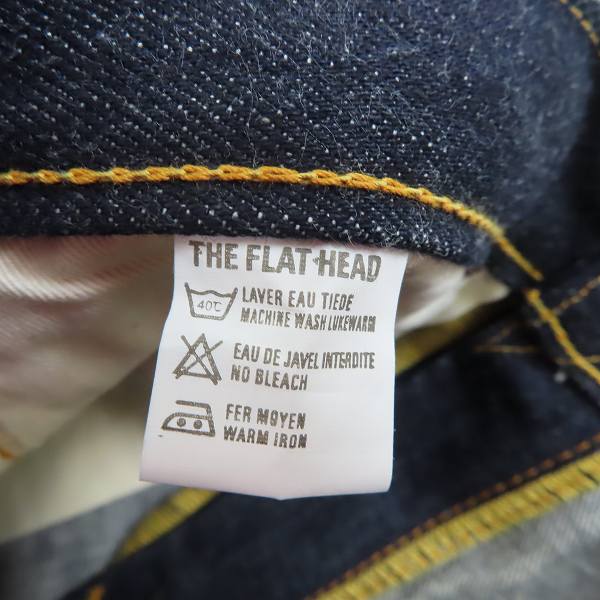 THE FLAT HEAD
40℃ LAVER EAU TIEDE
MACHINE WASH LUKEWARM
EAU DE JAVEL INTERDITE
NO BLEACH
FER MOYEN
WARM IRON